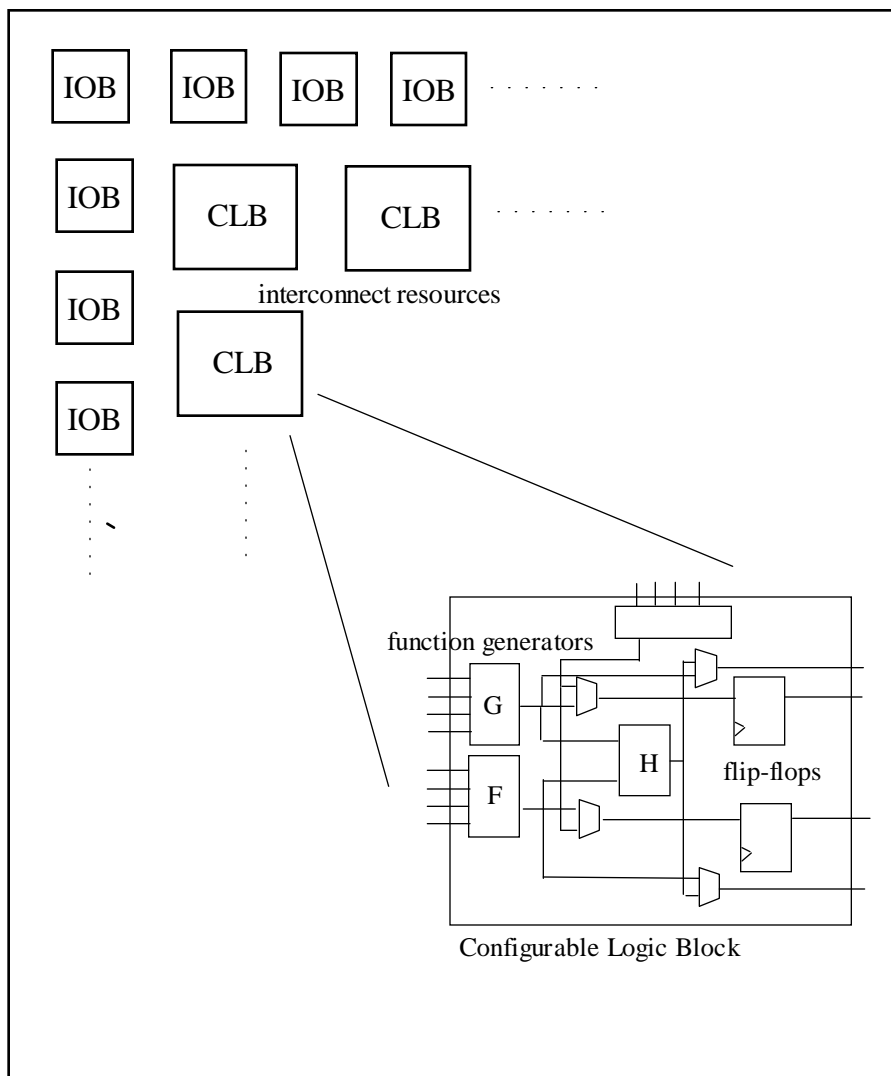 IOB IOB IOB IOB
IOB CLB CLB
interconnect resources
IOB
CLB
IOB
function generators
G
H
flip-flops
F
Configurable Logic Block